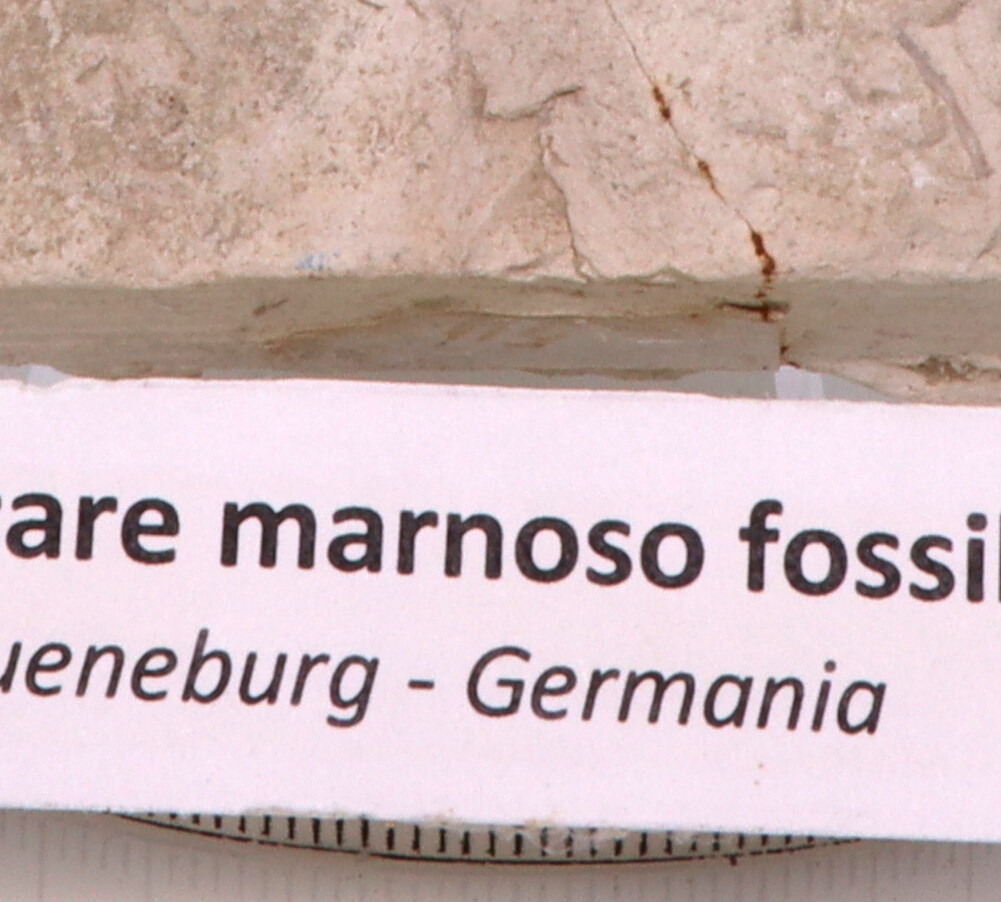 are marnoso fossil
ueneburg - Germania